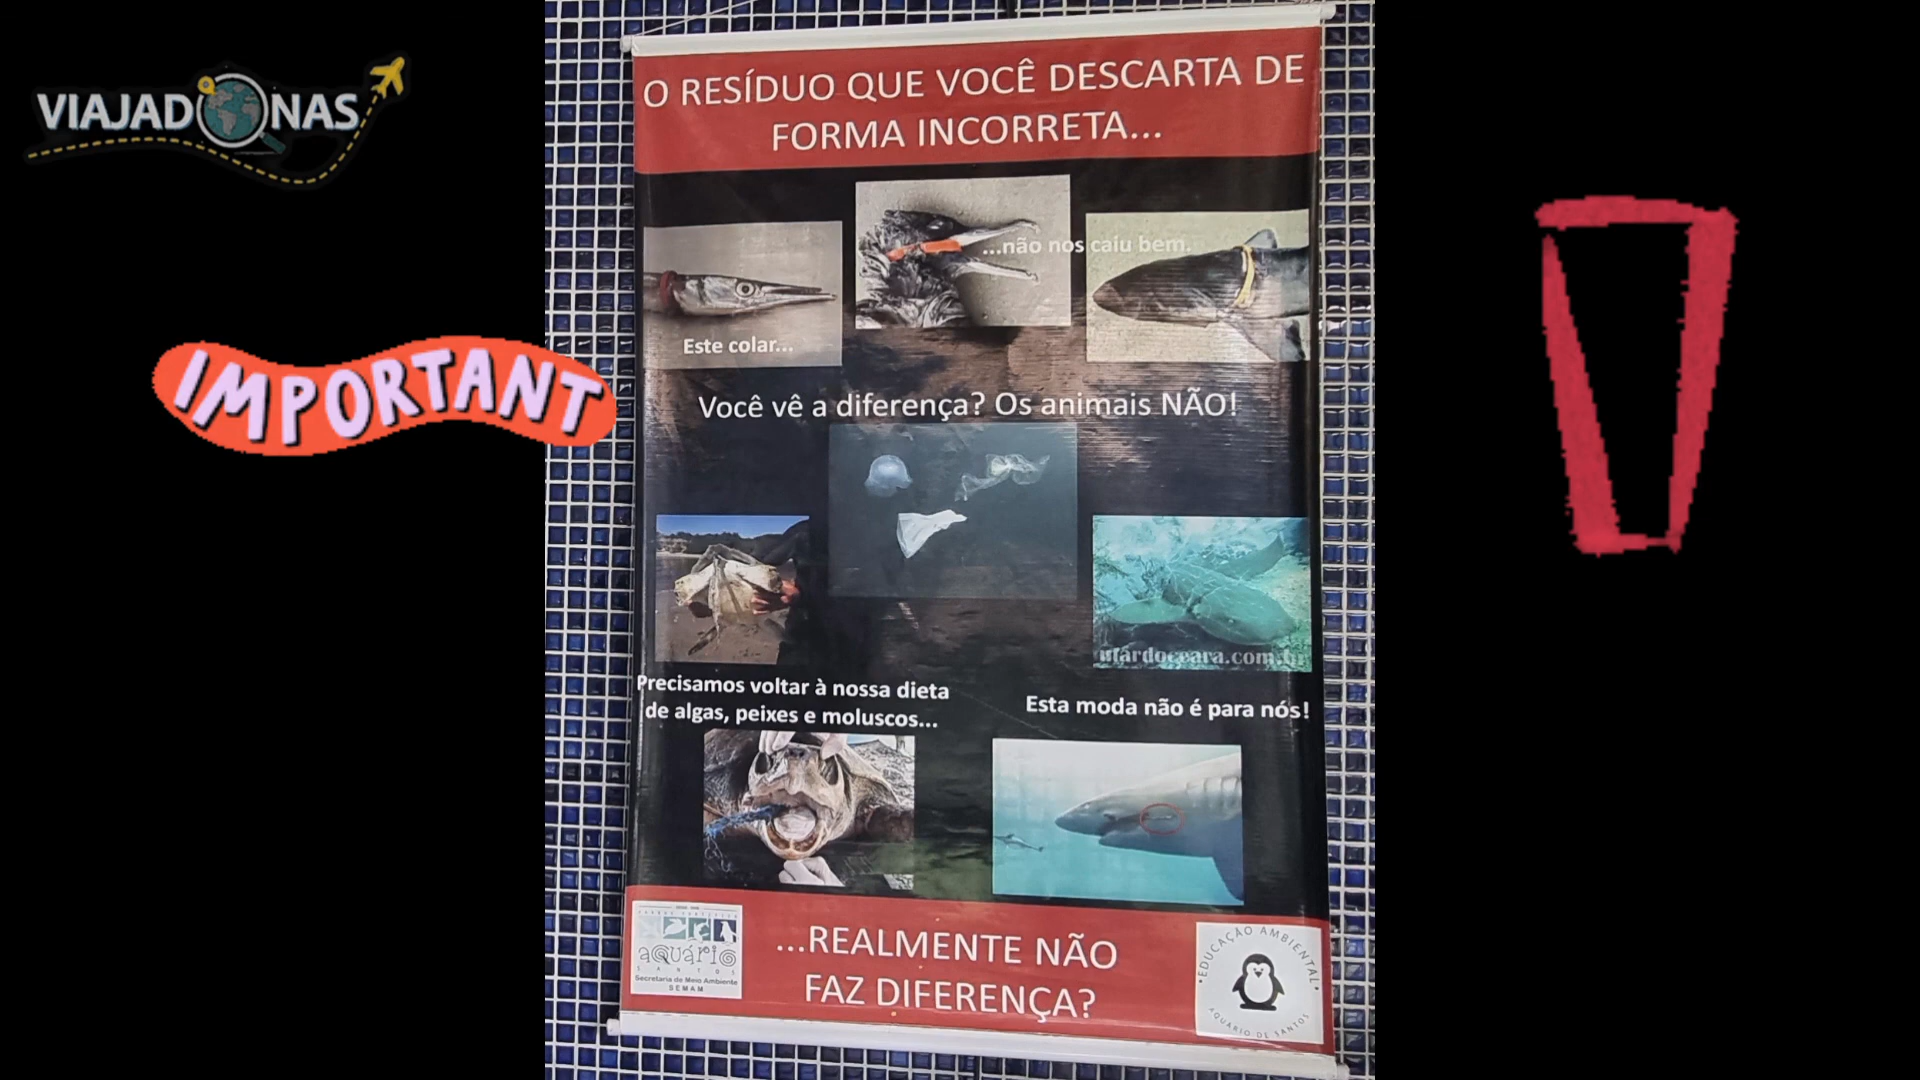 VIAJADONAS
IMPORTANT
O RESÍDUO QUE VOCÊ DESCARTA DE
FORMA INCORRETA...
...não nos caiu bem.
Este colar...
Você vê a diferença? Os animais NÃO!
Precisamos voltar à nossa dieta
de algas, peixes e moluscos...
Esta moda não é para nós!
...REALMENTE NÃO
FAZ DIFERENÇA?
aquário
SANTOS
Secretaria de Meio Ambiente
SEMAM
EDUCAÇÃO AMBIENTAL
AQUÁRIO DE SANTOS